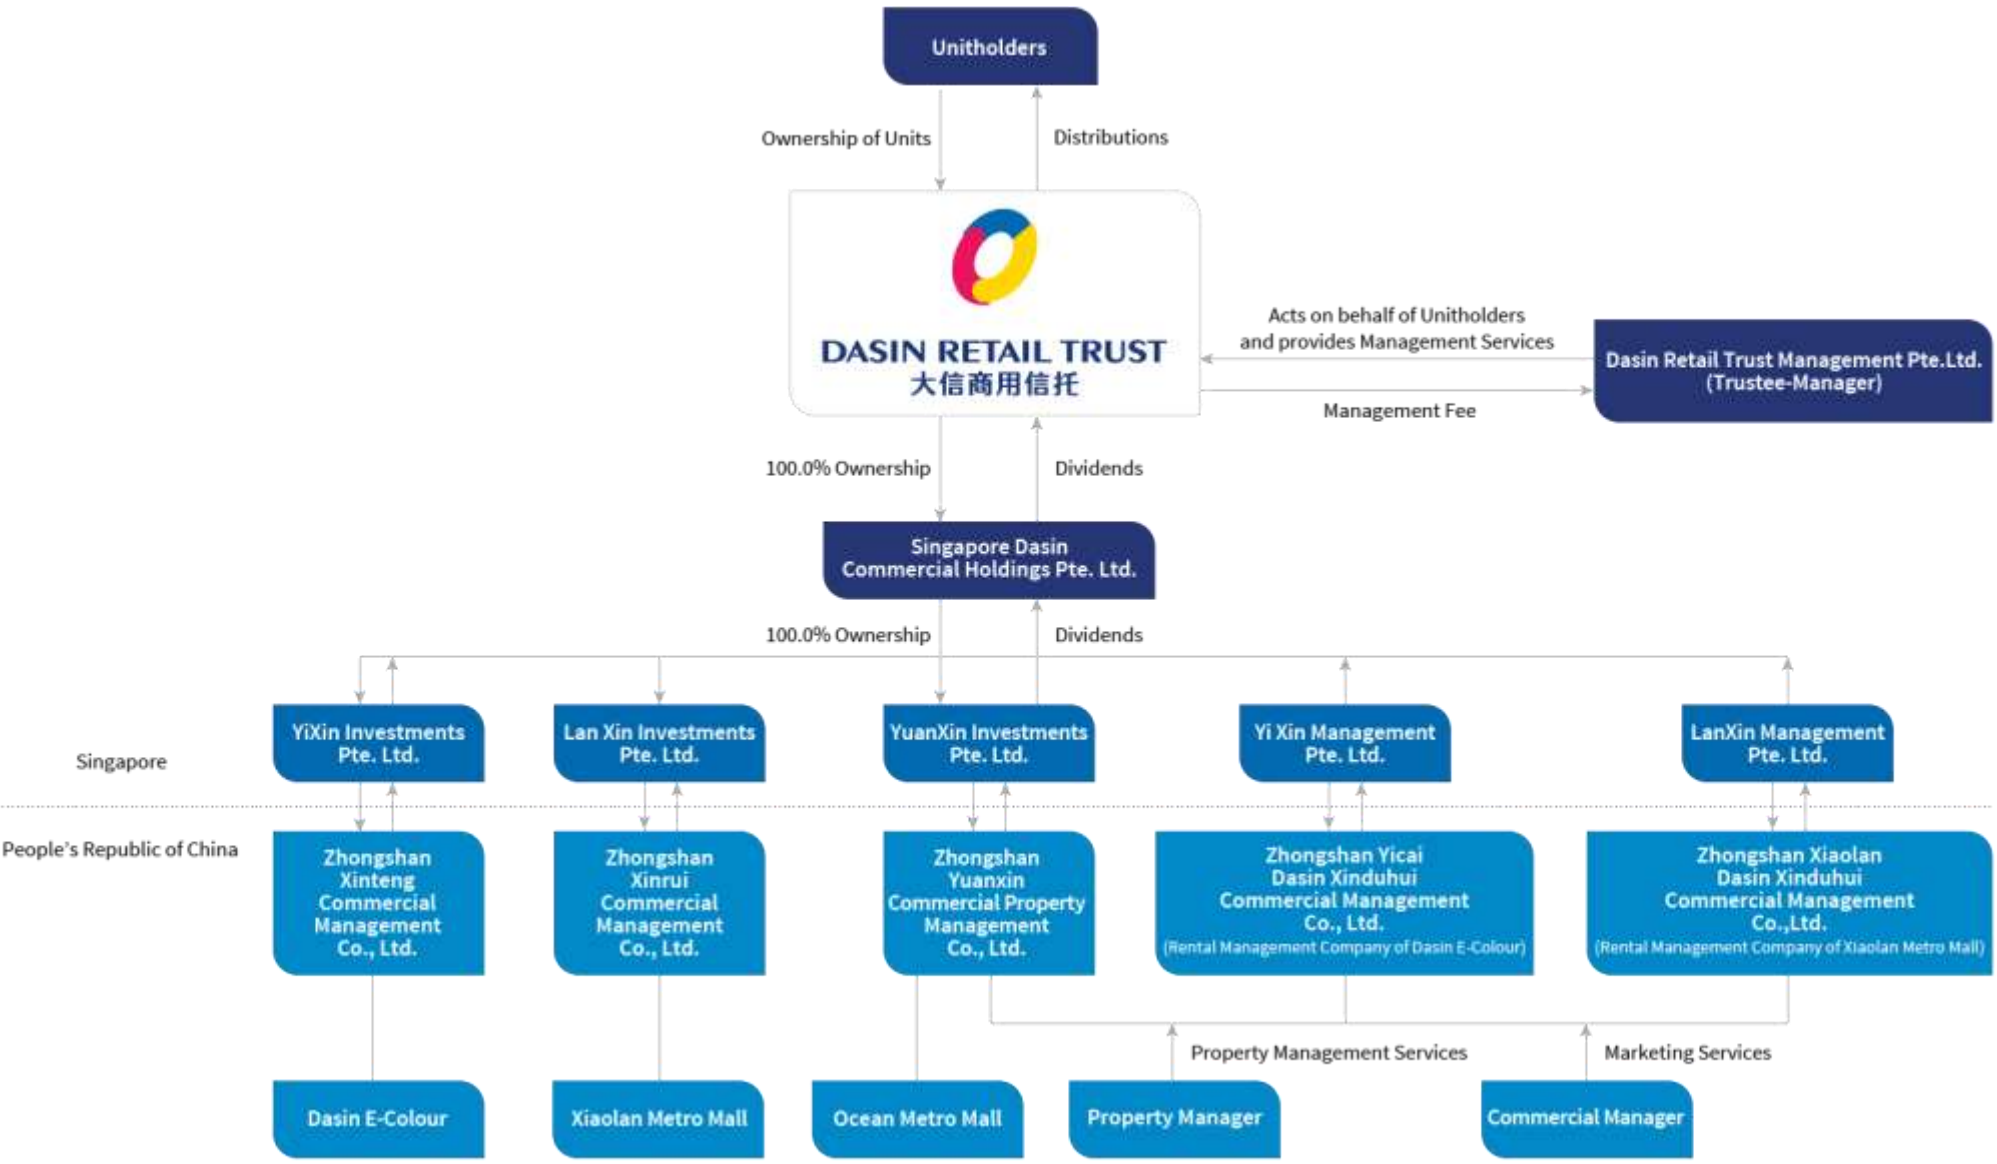 Unitholders
Ownership of Units
Distributions
DASIN RETAIL TRUST
大信商用信托
Acts on behalf of Unitholders
and provides Management Services
Dasin Retail Trust Management Pte.Ltd.
(Trustee-Manager)
Management Fee
100.0% Ownership
Dividends
Singapore Dasin
Commercial Holdings Pte. Ltd.
100.0% Ownership
Dividends
YiXin Investments
Pte. Ltd.
Lan Xin Investments
Pte. Ltd.
YuanXin Investments
Pte. Ltd.
Yi Xin Management
Pte. Ltd.
LanXin Management
Pte. Ltd.
Singapore
People's Republic of China
Zhongshan
Xinteng
Commercial
Management
Co., Ltd.
Zhongshan
Xinrui
Commercial
Management
Co., Ltd.
Zhongshan
Yuanxin
Commercial Property
Management
Co., Ltd.
Zhongshan Yicai
Dasin Xinduhui
Commercial Management
Co., Ltd.
(Rental Management Company of Dasin E-Colour)
Zhongshan Xiaolan
Dasin Xinduhui
Commercial Management
Co.,Ltd.
(Rental Management Company of Xiaolan Metro Mall)
Property Management Services
Marketing Services
Dasin E-Colour
Xiaolan Metro Mall
Ocean Metro Mall
Property Manager
Commercial Manager